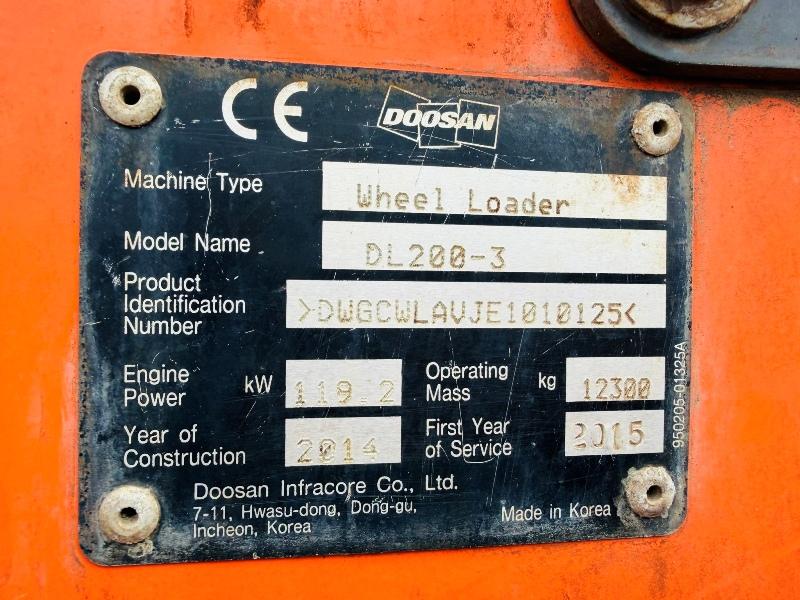 CE DOOSAN
Machine Type Wheel Loader
Model Name DL200-3
Product
Identification
Number >DWGCWLAVJE1010125<
Engine
Power kW 119.2 Operating
Mass kg 12300
Year of
Construction 2014 First Year
of Service 2015
950205-01325A
Doosan Infracore Co., Ltd.
7-11, Hwasu-dong, Dong-gu,
Incheon, Korea
Made in Korea